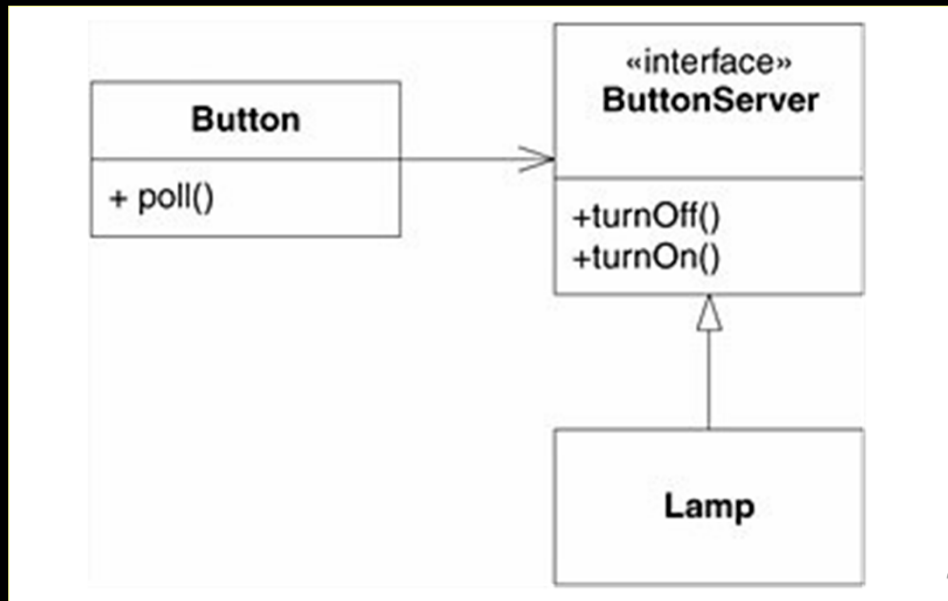 Button
+ poll()
«interface»
ButtonServer
+turnOff()
+turnOn()
Lamp